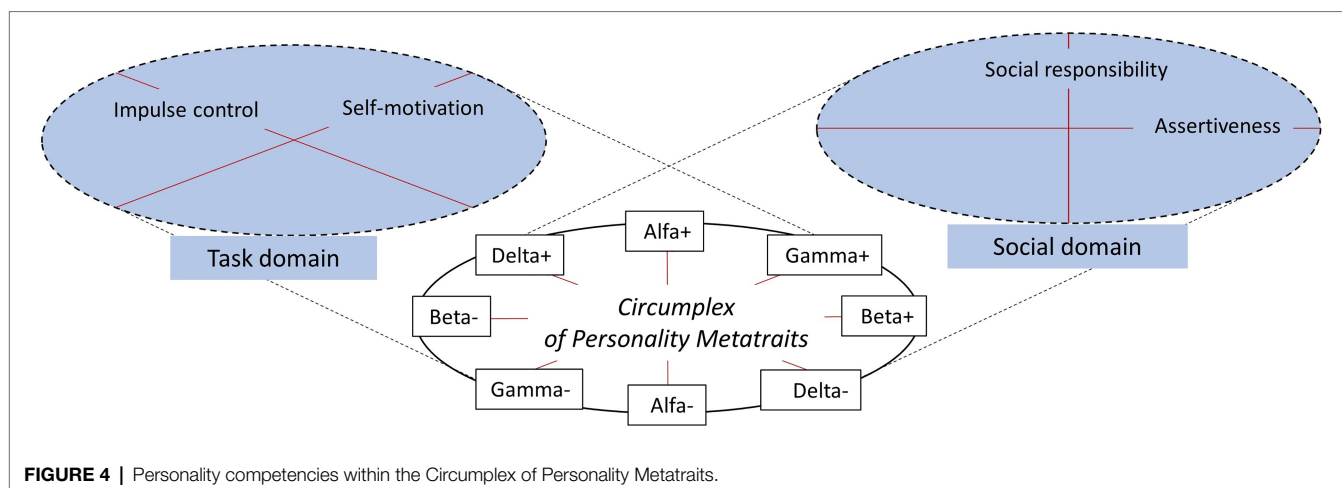 Impulse control
Self-motivation
Task domain
Social responsibility
Assertiveness
Social domain
Alfa+
Delta+
Gamma+
Beta-
Circumplex
of Personality Metatraits
Beta+
Gamma-
Alfa-
Delta-
FIGURE 4 | Personality competencies within the Circumplex of Personality Metatraits.